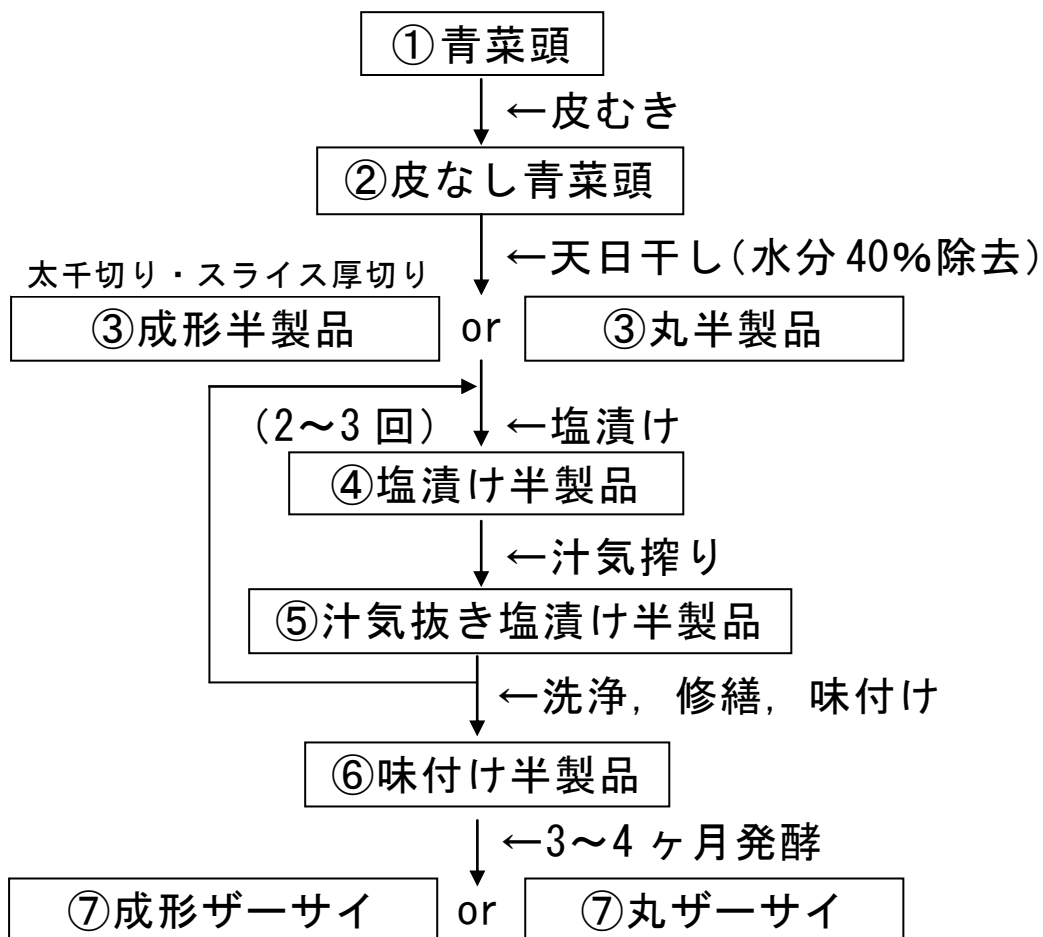 ①青菜頭
←皮むき
②皮なし青菜頭
←天日干し(水分40%除去)
太千切り・スライス厚切り
③成形半製品 or ③丸半製品
(2～3回) ←塩漬け
④塩漬け半製品
←汁気搾り
⑤汁気抜き塩漬け半製品
←洗浄, 修繕, 味付け
⑥味付け半製品
←3～4ヶ月発酵
⑦成形ザーサイ or ⑦丸ザーサイ